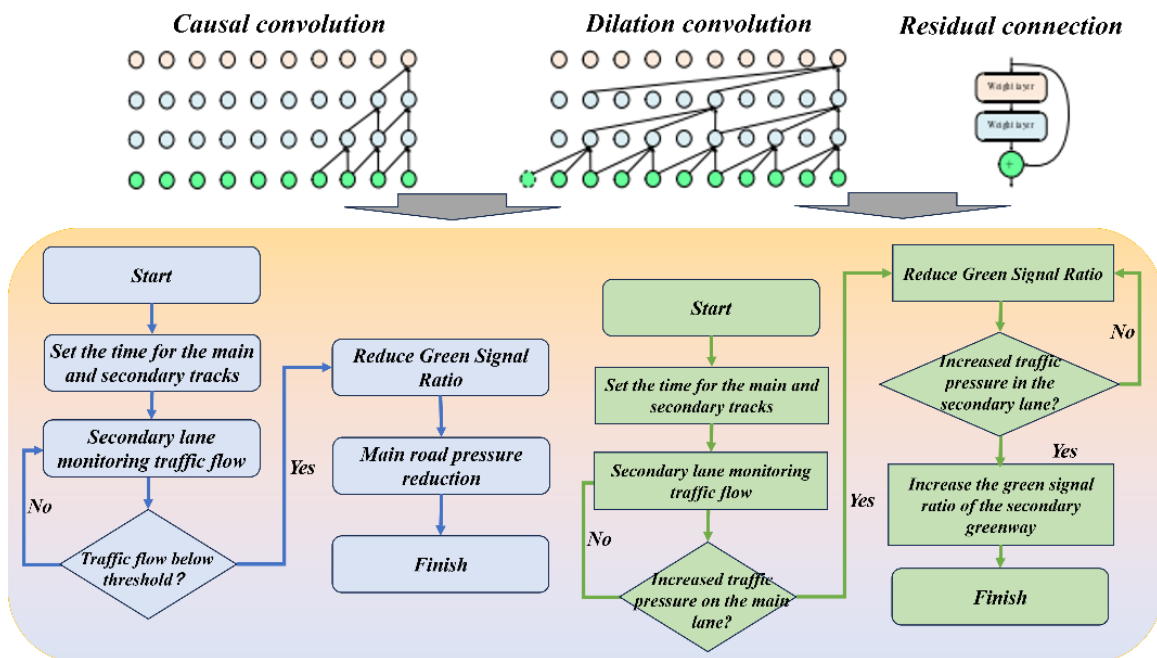 Causal convolution
Dilation convolution
Residual connection
Weight layer
Weight layer
+
Start
Set the time for the main
and secondary tracks
Secondary lane
monitoring traffic flow
No
Traffic flow below
threshold？
Yes
Reduce Green Signal
Ratio
Main road pressure
reduction
Finish
Start
Set the time for the main and
secondary tracks
Secondary lane monitoring
traffic flow
No
Increased traffic
pressure on the main
lane?
Yes
Reduce Green Signal Ratio
No
Increased traffic
pressure in the
secondary lane?
Yes
Increase the green signal
ratio of the secondary
greenway
Finish